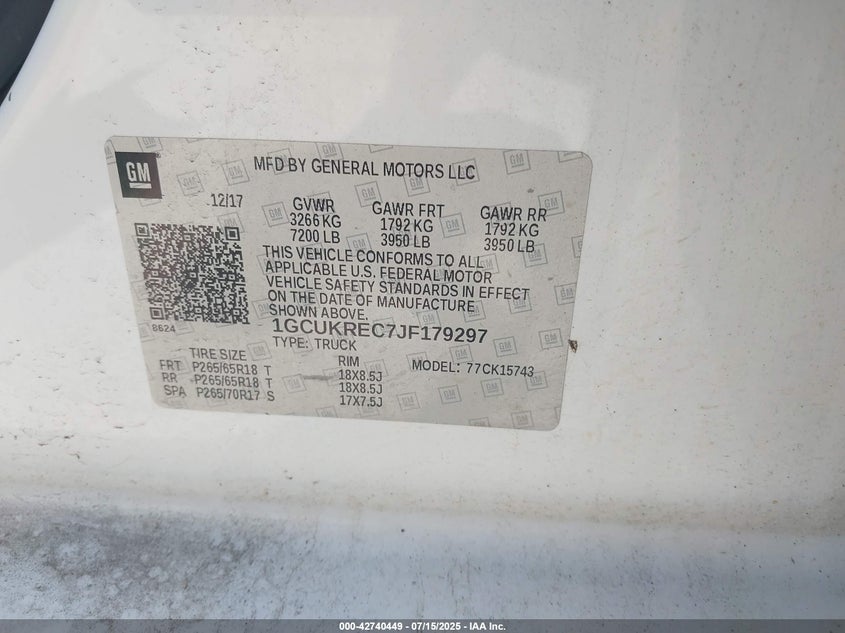 GM
MFD BY GENERAL MOTORS LLC
12/17
GVWR GAWR FRT GAWR RR
3266 KG 1792 KG 1792 KG
7200 LB 3950 LB 3950 LB
THIS VEHICLE CONFORMS TO ALL
APPLICABLE U.S. FEDERAL MOTOR
VEHICLE SAFETY STANDARDS IN EFFECT
ON THE DATE OF MANUFACTURE
SHOWN ABOVE.
8624
1GCUKREC7JF179297
TYPE: TRUCK
TIRE SIZE RIM MODEL: 77CK15743
FRT P265/65R18 T 18X8.5J
RR P265/65R18 T 18X8.5J
SPA P265/70R17 S 17X7.5J
000-42740449 - 07/15/2025 - IAA Inc.